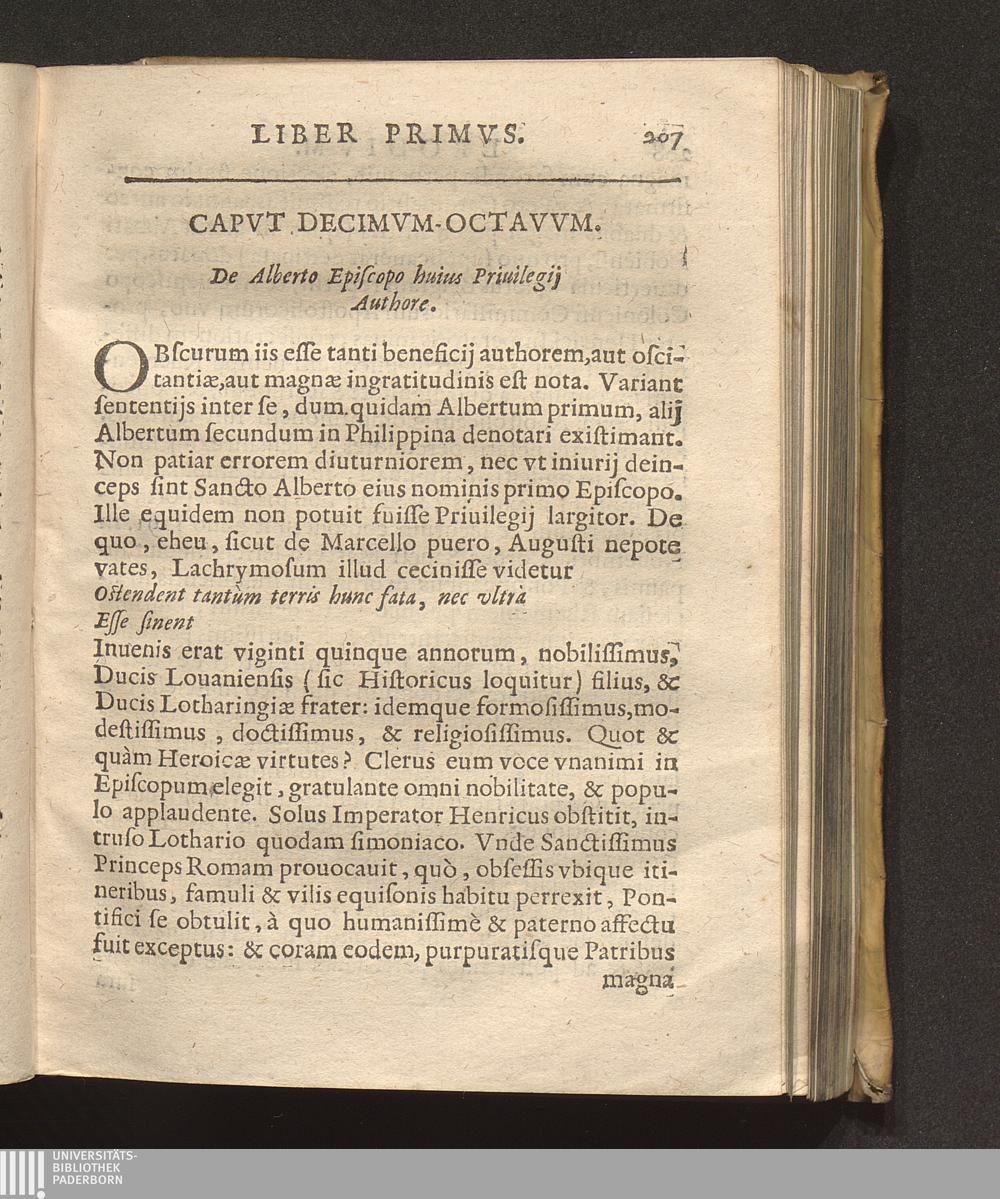 LIBER PRIMVS. 207
CAPVT DECIMVM-OCTAVVM.
De Alberto Epiſcopo huius Priuilegij
Authore.
OBſcurum iis eſſe tanti beneficij authorem,aut oſci-
tantiæ,aut magnæ ingratitudinis eſt nota. Variant
ſententijs inter ſe, dum quidam Albertum primum, alij
Albertum ſecundum in Philippina denotari exiſtimant.
Non patiar errorem diuturniorem, nec vt iniurij dein-
ceps ſint Sancto Alberto eius nominis primo Epiſcopo.
Ille equidem non potuit fuiſſe Priuilegij largitor. De
quo, eheu, ſicut de Marcello puero, Auguſti nepote
vates, Lachrymoſum illud ceciniſſe videtur
Oſtendent tantùm terris hunc fata, nec vltrà
Eſſe ſinent
Inuenis erat viginti quinque annorum, nobiliſſimus,
Ducis Louanienſis (ſic Hiſtoricus loquitur) filius, &
Ducis Lotharingiæ frater: idemque formoſiſſimus,mo-
deſtiſſimus, doctiſſimus, & religioſiſſimus. Quot &
quàm Heroicæ virtutes? Clerus eum voce vnanimi in
Epiſcopum elegit, gratulante omni nobilitate, & popu-
lo applaudente. Solus Imperator Henricus obſtitit, in-
truſo Lothario quodam ſimoniaco. Vnde Sanctiſſimus
Princeps Romam prouocauit, quò, obſeſſis vbique iti-
neribus, famuli & vilis equiſonis habitu perrexit, Pon-
tifici ſe obtulit, à quo humaniſſimè & paterno affectu
fuit exceptus: & coram eodem, purpuratiſque Patribus
magna
UNIVERSITÄTS-
BIBLIOTHEK
PADERBORN